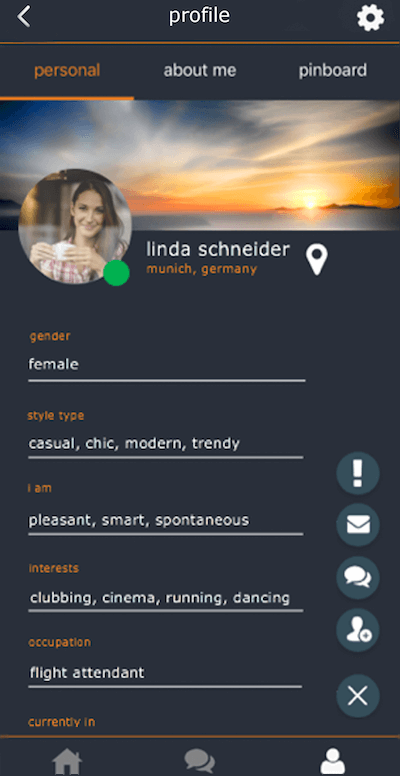 profile
personal about me pinboard
linda schneider
munich, germany
gender
female
style type
casual, chic, modern, trendy
i am
pleasant, smart, spontaneous
interests
clubbing, cinema, running, dancing
occupation
flight attendant
currently in